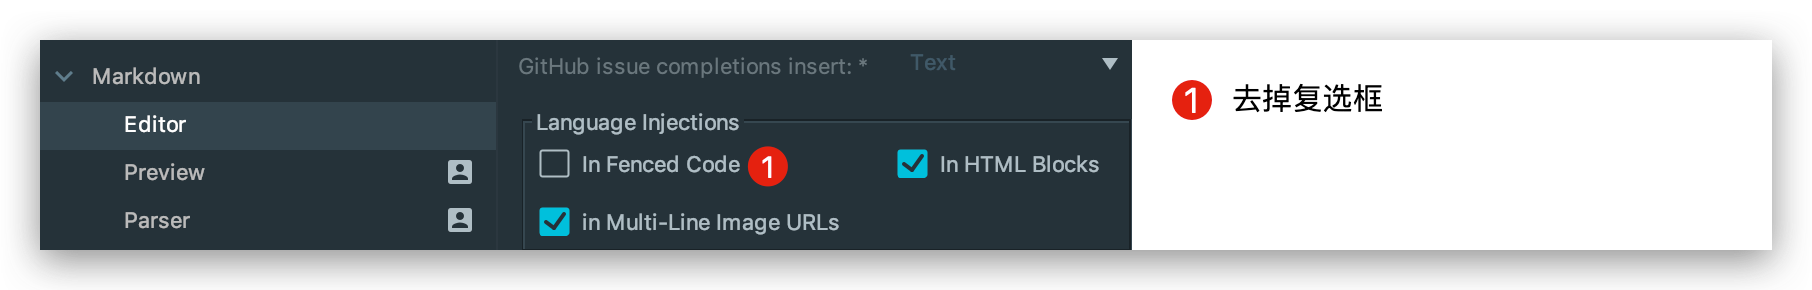 Markdown
Editor
Preview
Parser
GitHub issue completions insert: * Text
Language Injections
In Fenced Code 1
In HTML Blocks
in Multi-Line Image URLs
1 去掉复选框